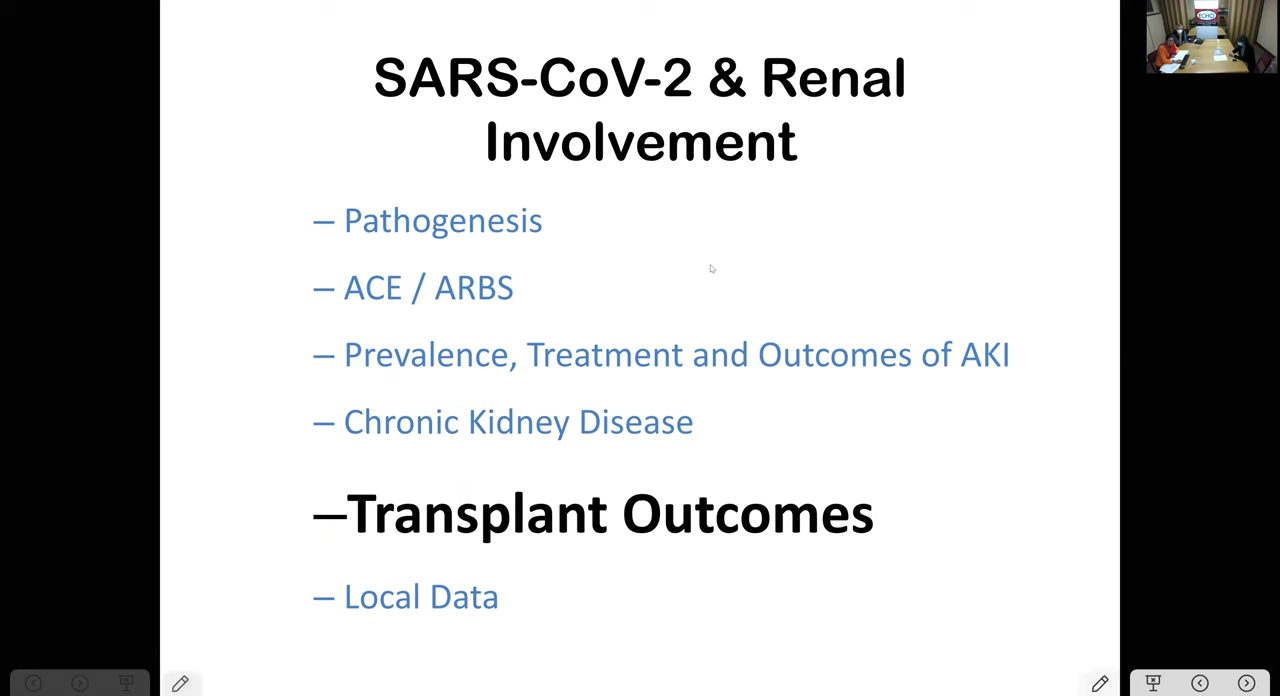 SARS-CoV-2 & Renal
Involvement
– Pathogenesis
– ACE / ARBS
– Prevalence, Treatment and Outcomes of AKI
– Chronic Kidney Disease
–Transplant Outcomes
– Local Data